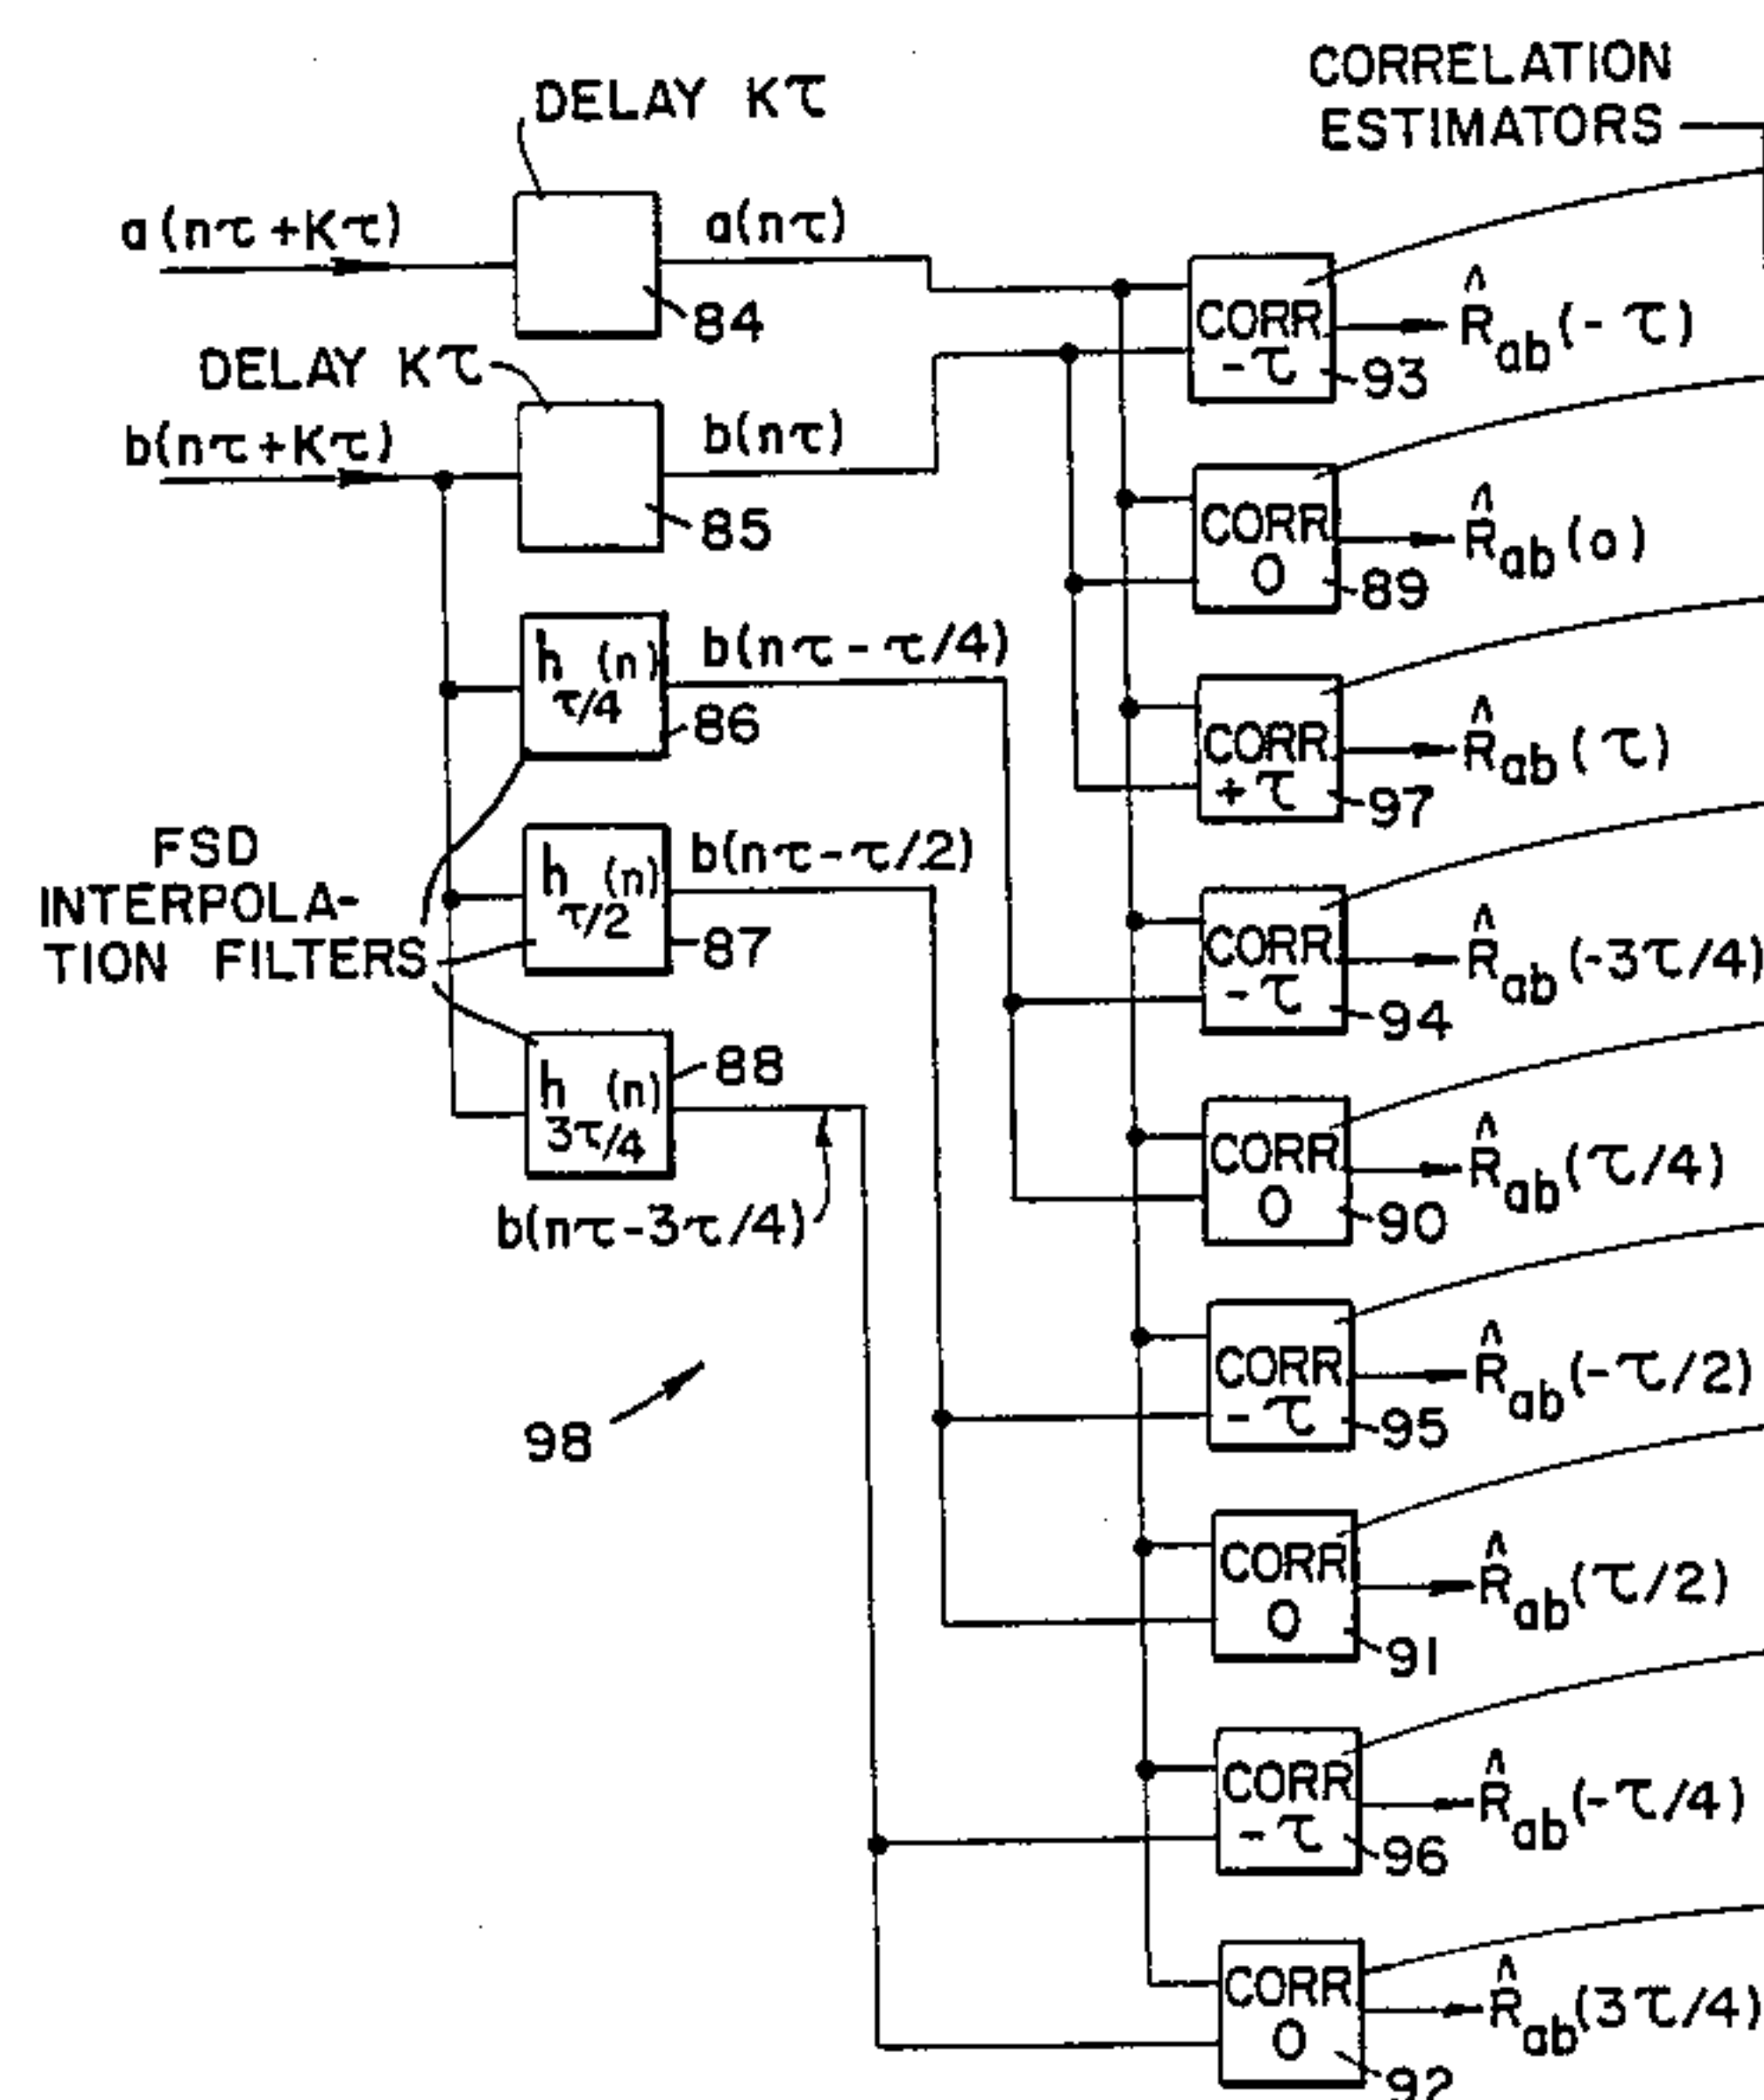 CORRELATION
ESTIMATORS
DELAY Kτ
a(nτ+Kτ)
a(nτ)
84
CORR
-τ
93
R̂ab(-τ)
DELAY Kτ
b(nτ+Kτ)
b(nτ)
85
CORR
0
89
R̂ab(o)
h τ/4 (n)
86
b(nτ-τ/4)
CORR
+τ
97
R̂ab(τ)
FSD
INTERPOLA-
TION FILTERS
h τ/2 (n)
87
b(nτ-τ/2)
CORR
-τ
94
R̂ab(-3τ/4)
h 3τ/4 (n)
88
b(nτ-3τ/4)
CORR
0
90
R̂ab(τ/4)
98
CORR
-τ
95
R̂ab(-τ/2)
CORR
0
91
R̂ab(τ/2)
CORR
-τ
96
R̂ab(-τ/4)
CORR
0
92
R̂ab(3τ/4)